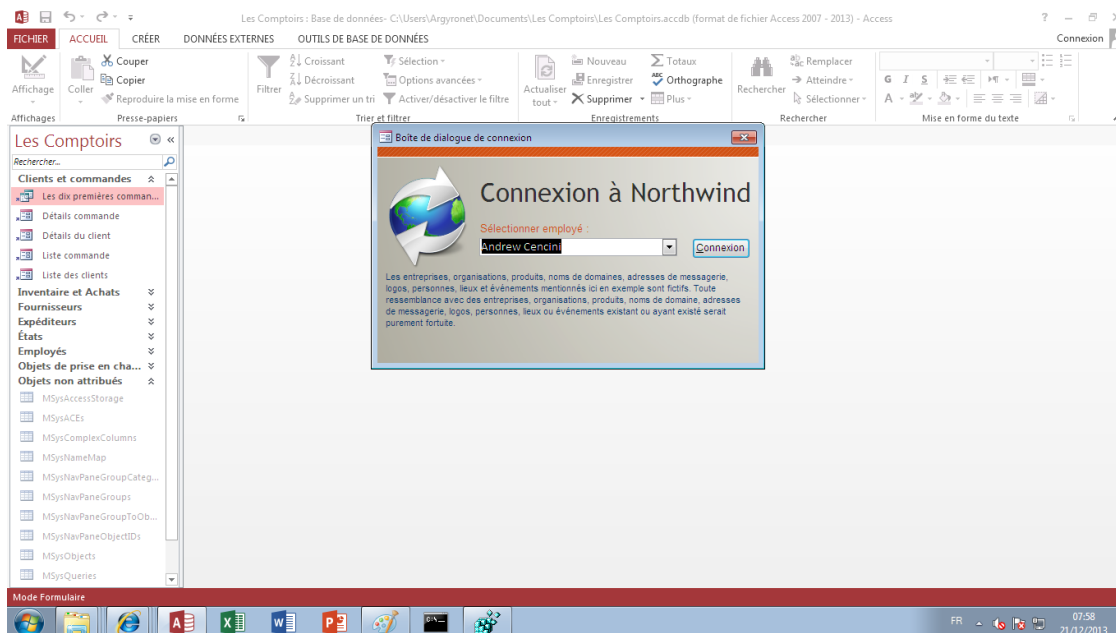 Les Comptoirs : Base de données- C:\Users\Argyronet\Documents\Les Comptoirs\Les Comptoirs.accdb (format de fichier Access 2007 - 2013) - Access
FICHIER ACCUEIL CRÉER DONNÉES EXTERNES OUTILS DE BASE DE DONNÉES Connexion
Affichage
Coller
Couper
Copier
Reproduire la mise en forme
Filtrer
Croissant
Décroissant
Supprimer un tri
Sélection
Options avancées
Activer/désactiver le filtre
Actualiser tout
Nouveau
Enregistrer
Supprimer
Totaux
Orthographe
Plus
Rechercher
Remplacer
Atteindre
Sélectionner
G I S
A
Affichages Presse-papiers Trier et filtrer Enregistrements Rechercher Mise en forme du texte
Les Comptoirs
Rechercher...
Clients et commandes
Les dix premières comman...
Détails commande
Détails du client
Liste commande
Liste des clients
Inventaire et Achats
Fournisseurs
Expéditeurs
États
Employés
Objets de prise en cha...
Objets non attribués
MSysAccessStorage
MSysACEs
MSysComplexColumns
MSysNameMap
MSysNavPaneGroupCateg...
MSysNavPaneGroups
MSysNavPaneGroupToOb...
MSysNavPaneObjectIDs
MSysObjects
MSysQueries
Boîte de dialogue de connexion
Connexion à Northwind
Sélectionner employé :
Andrew Cencini
Connexion
Les entreprises, organisations, produits, noms de domaines, adresses de messagerie,
logos, personnes, lieux et événements mentionnés ici en exemple sont fictifs. Toute
ressemblance avec des entreprises, organisations, produits, noms de domaine, adresses
de messagerie, logos, personnes, lieux ou événements existant ou ayant existé serait
purement fortuite.
Mode Formulaire
FR
07:58
21/12/2013